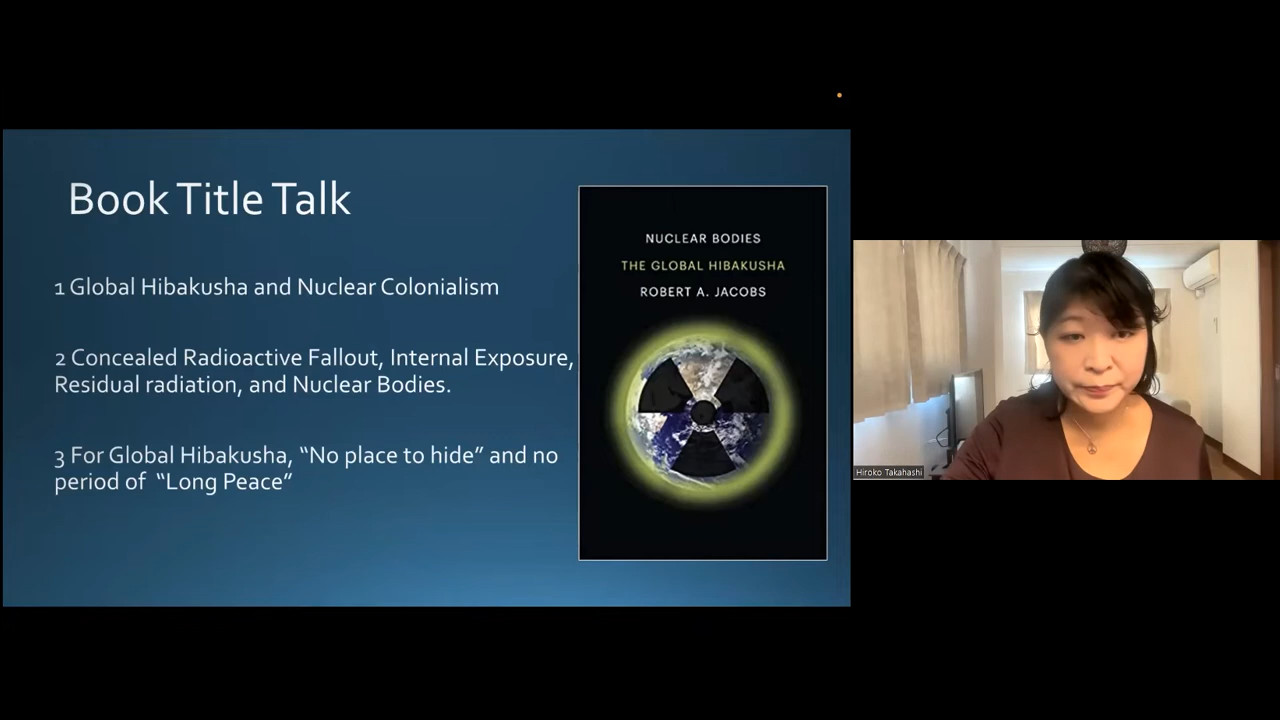 Book Title Talk
1 Global Hibakusha and Nuclear Colonialism
2 Concealed Radioactive Fallout, Internal Exposure,
Residual radiation, and Nuclear Bodies.
3 For Global Hibakusha, “No place to hide” and no
period of “Long Peace”
NUCLEAR BODIES
THE GLOBAL HIBAKUSHA
ROBERT A. JACOBS
Hiroko Takahashi